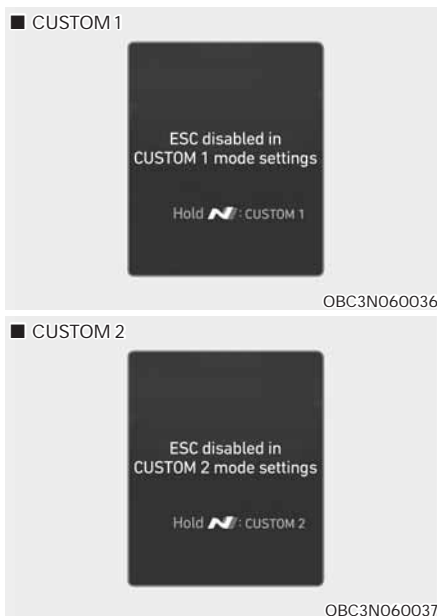 ■ CUSTOM 1
ESC disabled in
CUSTOM 1 mode settings
Hold N : CUSTOM 1
OBC3N060036
■ CUSTOM 2
ESC disabled in
CUSTOM 2 mode settings
Hold N : CUSTOM 2
OBC3N060037